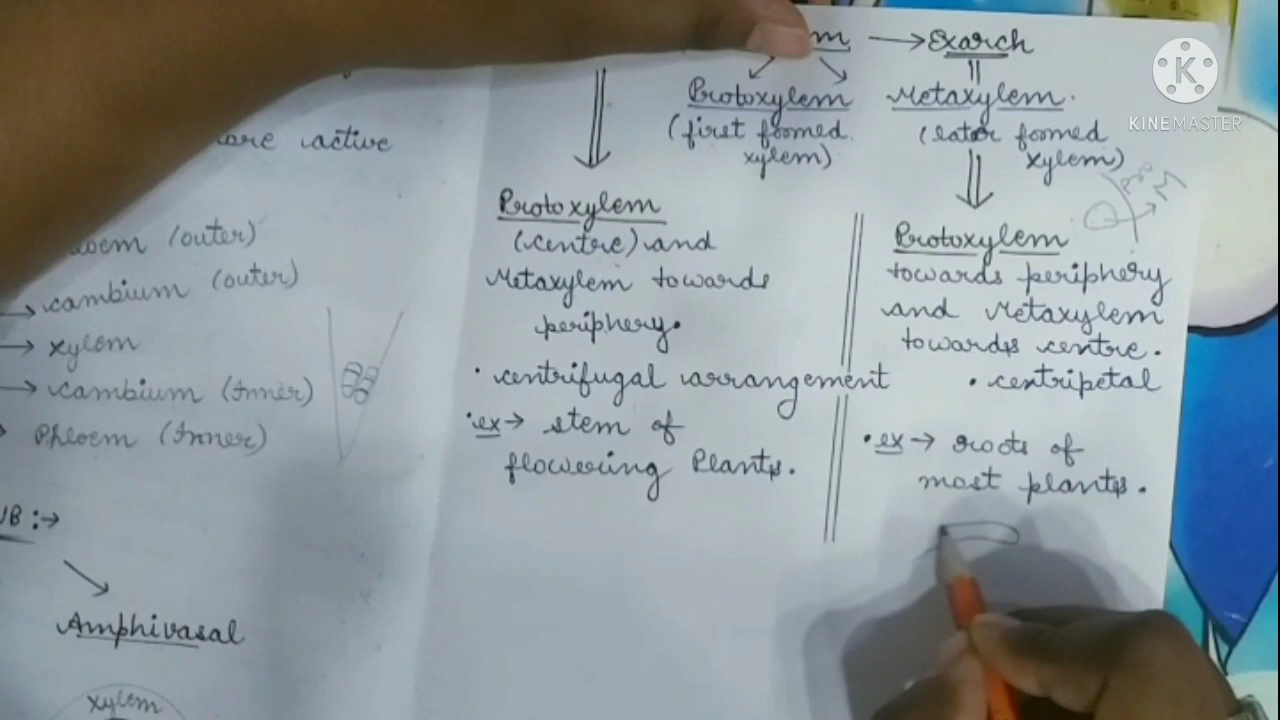 are active
(outer)
→ cambium (outer)
→ xylem
→ cambium (Inner)
Phloem (Inner)
Amphivasal
xylem
m → Exarch
Protoxylem
(first formed
xylem)
Metaxylem.
(later formed
xylem)
Protoxylem
(centre) and
Metaxylem towards
periphery.
• centrifugal arrangement
• ex → stem of
flowering Plants.
M
Protoxylem
towards periphery
and Metaxylem
towards centre.
• centripetal
• ex → roots of
most plants.
K
KINEMASTER